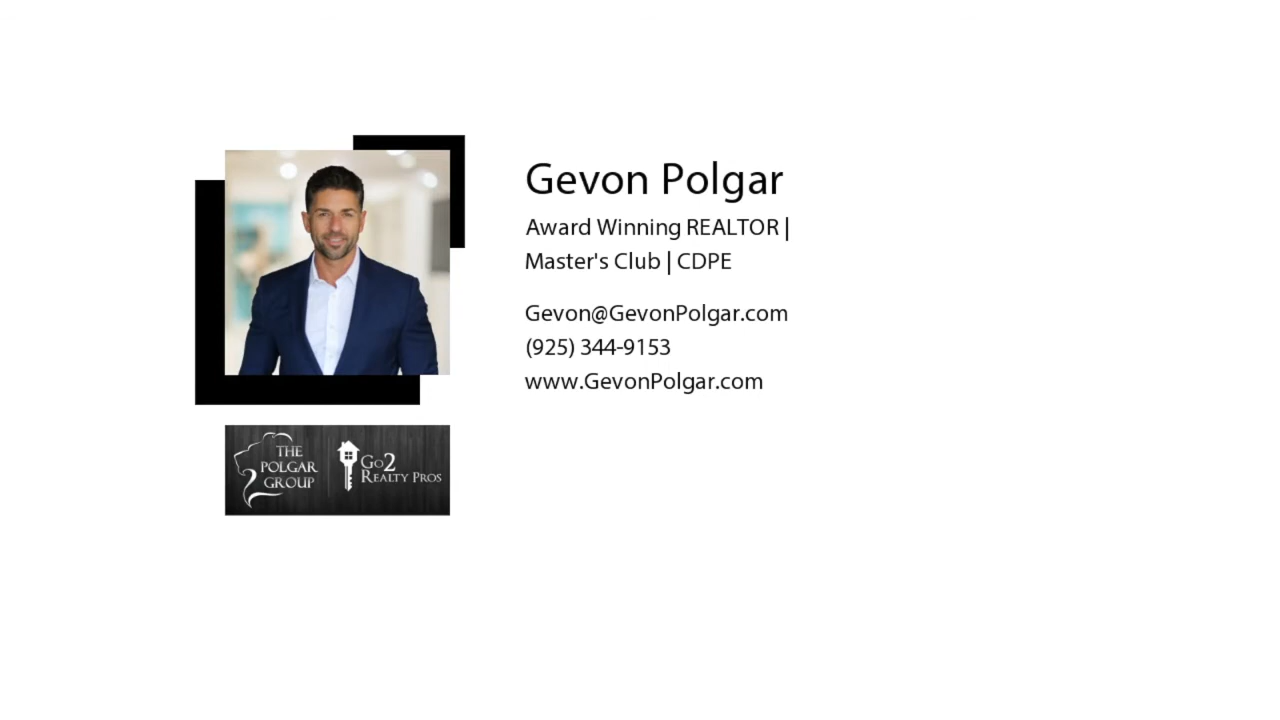 Gevon Polgar
Award Winning REALTOR |
Master's Club | CDPE
Gevon@GevonPolgar.com
(925) 344-9153
www.GevonPolgar.com
THE
POLGAR
GROUP
Go2
REALTY PROS